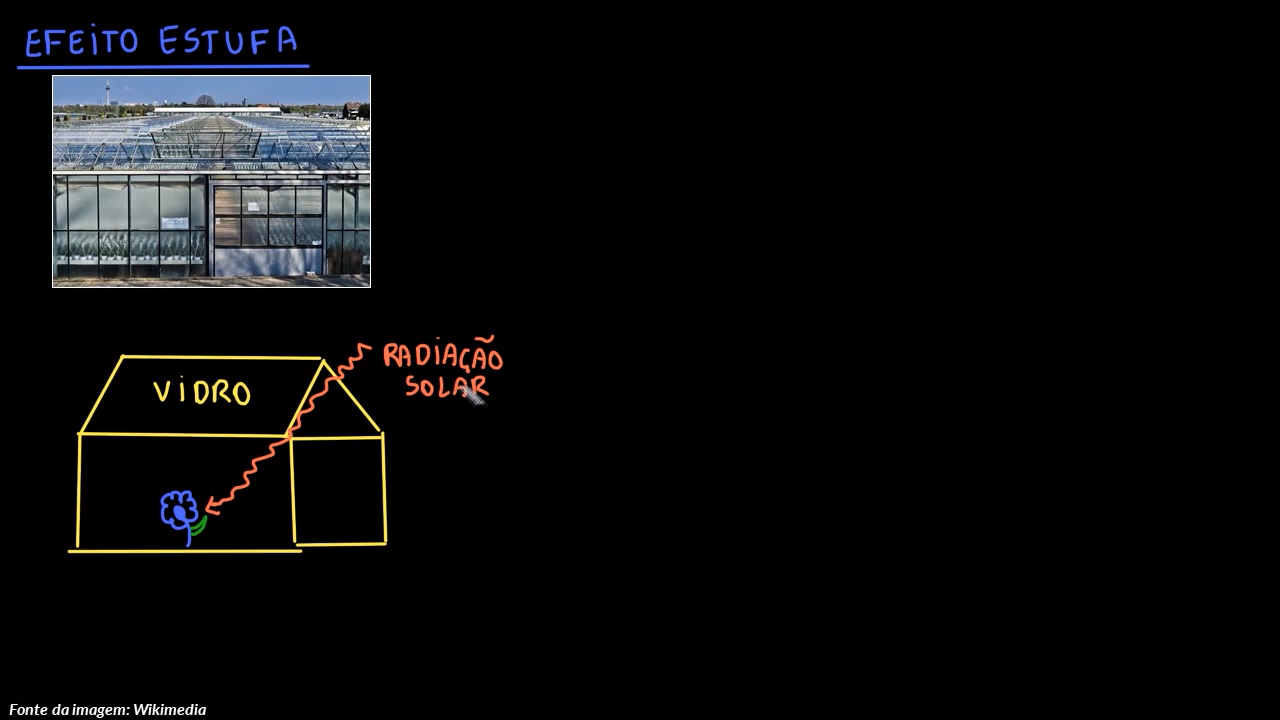 EFEITO ESTUFA
RADIAÇÃO
SOLAR
VIDRO
Fonte da imagem: Wikimedia